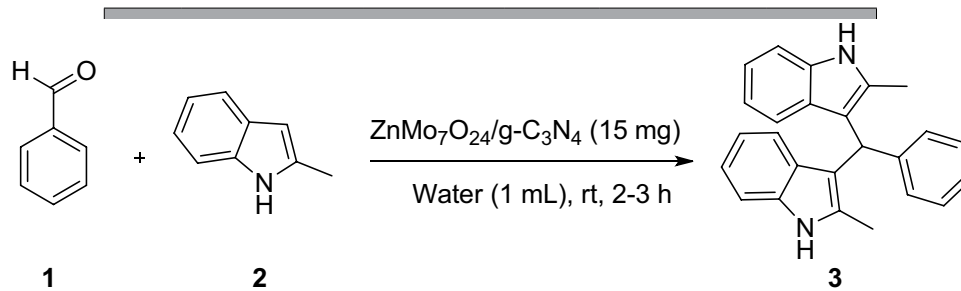 H
O
N
H
N
H
N
H
+
ZnMo₇O₂₄/g-C₃N₄ (15 mg)
Water (1 mL), rt, 2-3 h
1
2
3